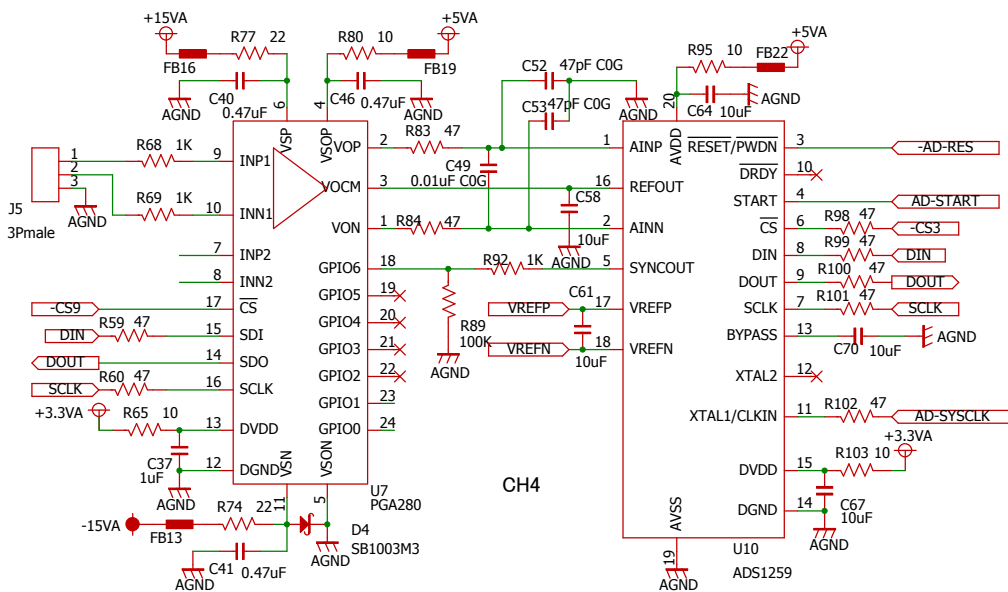 +15VA
+5VA
+5VA
R77 22
R80 10
R95 10
FB16
FB19
FB22
C52 47pF C0G
C40
0.47uF
C46
0.47uF
C53 47pF C0G
C64
10uF
AGND
AGND
AGND
AGND
6
4
20
VSP
VSOP
AVDD
R68 1K
R69 1K
1
2
3
J5
3Pmale
AGND
9 INP1
10 INN1
7 INP2
8 INN2
17 CS
15 SDI
14 SDO
16 SCLK
13 DVDD
12 DGND
VOP 2
VOCM 3
VON 1
GPIO6 18
GPIO5 19
GPIO4 20
GPIO3 21
GPIO2 22
GPIO1 23
GPIO0 24
VSN
VSON
11
5
U7
PGA280
-CS9
DIN
R59 47
DOUT
SCLK
R60 47
+3.3VA
R65 10
C37
1uF
AGND
-15VA
FB13
R74 22
C41
0.47uF
AGND
D4
SB1003M3
AGND
R83 47
C49
0.01uF C0G
R84 47
C58
10uF
AGND
R92 1K
R89
100K
AGND
VREFP
VREFN
C61
10uF
CH4
1 AINP
16 REFOUT
2 AINN
5 SYNCOUT
17 VREFP
18 VREFN
RESET/PWDN 3
DRDY 10
START 4
CS 6
DIN 8
DOUT 9
SCLK 7
BYPASS 13
XTAL2 12
XTAL1/CLKIN 11
DVDD 15
DGND 14
AVSS
19
AGND
U10
ADS1259
-AD-RES
AD-START
R98 47
-CS3
R99 47
DIN
R100 47
DOUT
R101 47
SCLK
C70
10uF
AGND
R102 47
AD-SYSCLK
+3.3VA
R103 10
C67
10uF
AGND